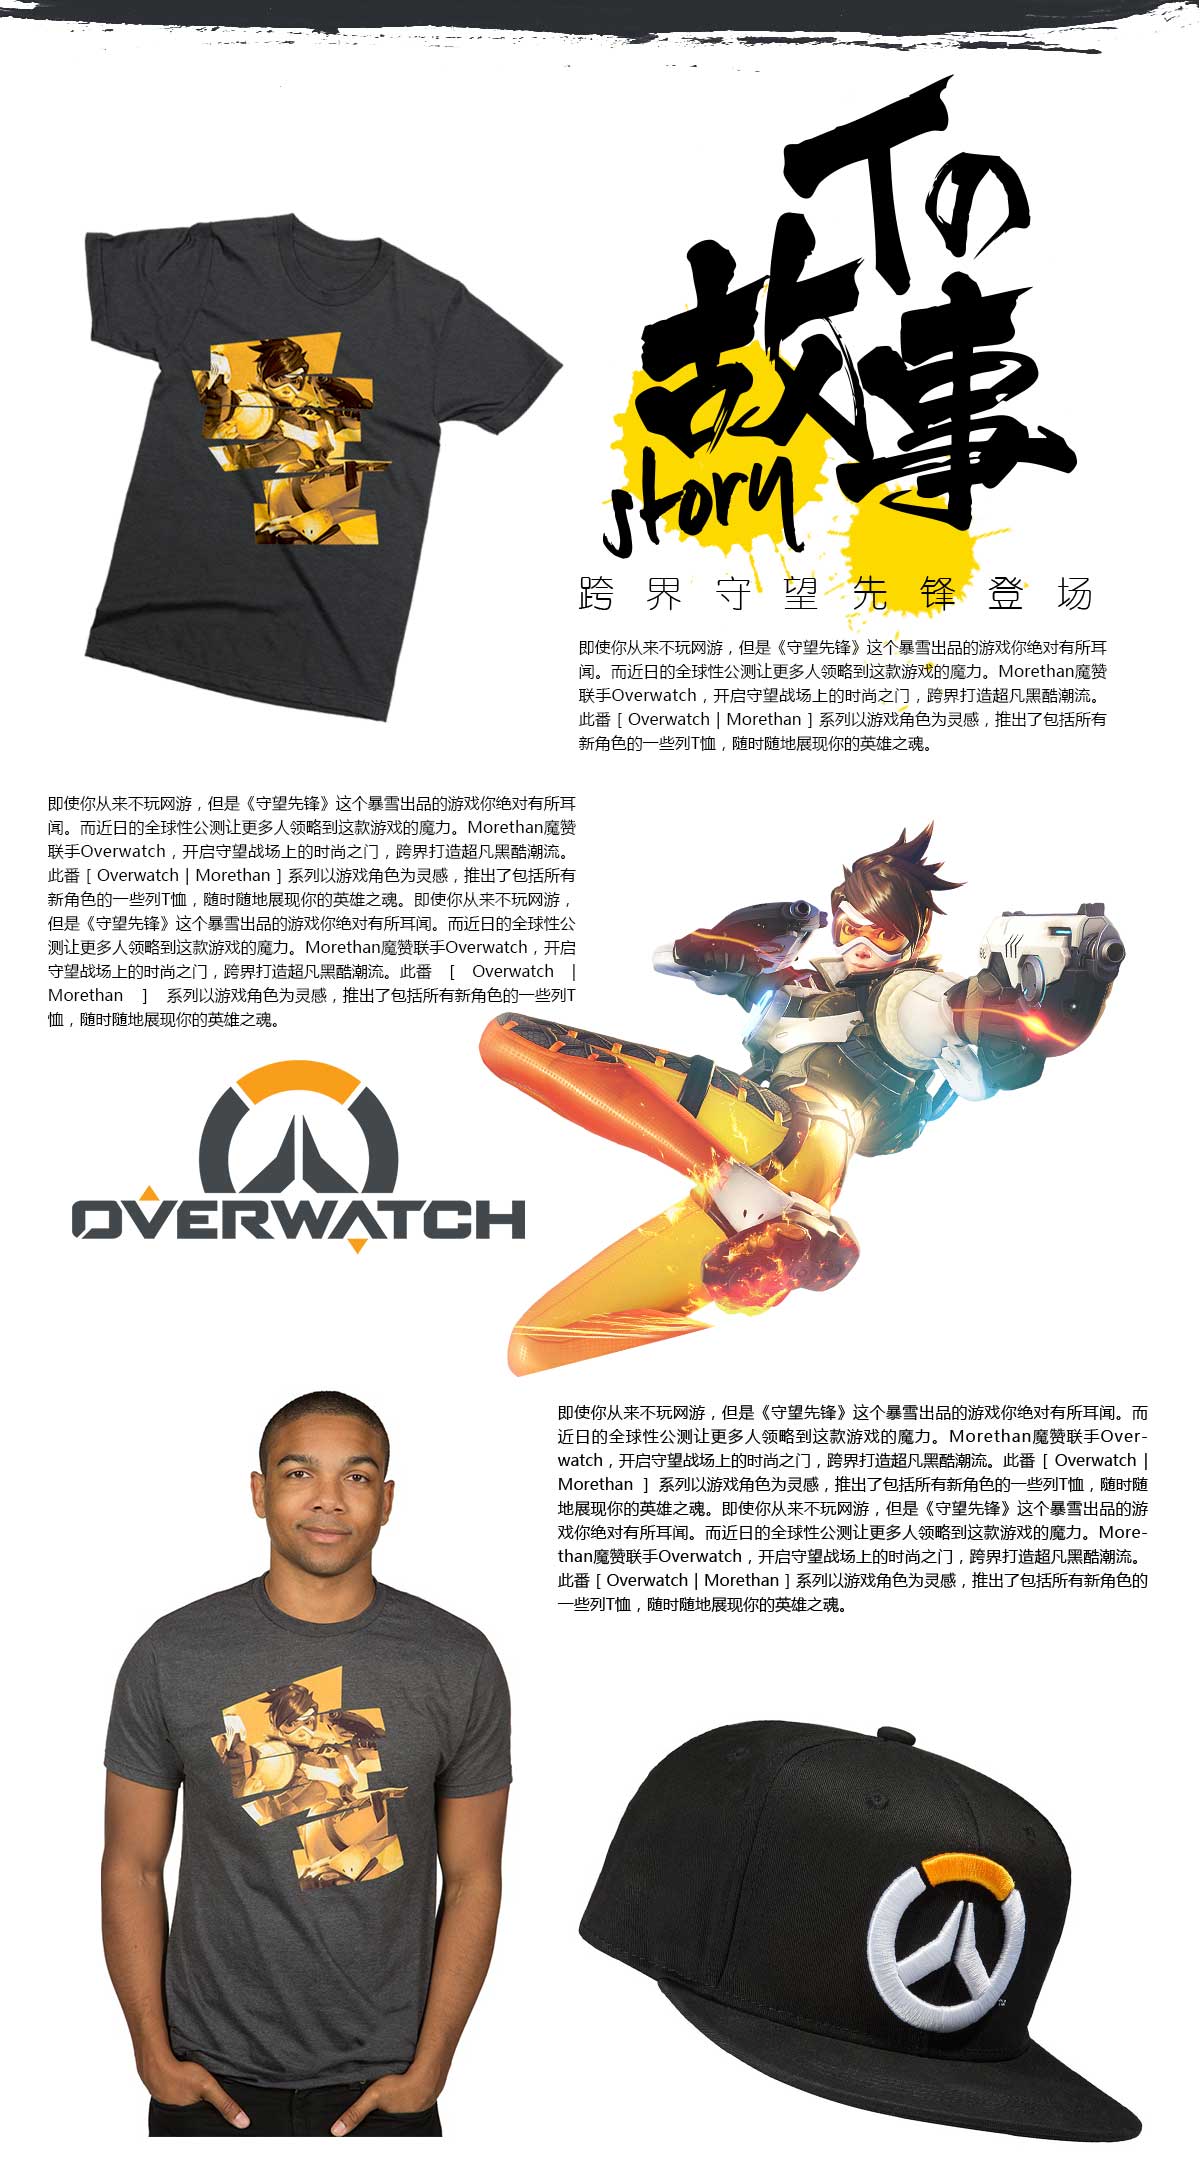 Tの
故事
story
跨界守望先锋登场
即使你从来不玩网游，但是《守望先锋》这个暴雪出品的游戏你绝对有所耳
闻。而近日的全球性公测让更多人领略到这款游戏的魔力。Morethan魔赞
联手Overwatch，开启守望战场上的时尚之门，跨界打造超凡黑酷潮流。
此番 [ Overwatch | Morethan ] 系列以游戏角色为灵感，推出了包括所有
新角色的一些列T恤，随时随地展现你的英雄之魂。
即使你从来不玩网游，但是《守望先锋》这个暴雪出品的游戏你绝对有所耳
闻。而近日的全球性公测让更多人领略到这款游戏的魔力。Morethan魔赞
联手Overwatch，开启守望战场上的时尚之门，跨界打造超凡黑酷潮流。
此番 [ Overwatch | Morethan ] 系列以游戏角色为灵感，推出了包括所有
新角色的一些列T恤，随时随地展现你的英雄之魂。即使你从来不玩网游，
但是《守望先锋》这个暴雪出品的游戏你绝对有所耳闻。而近日的全球性公
测让更多人领略到这款游戏的魔力。Morethan魔赞联手Overwatch，开启
守望战场上的时尚之门，跨界打造超凡黑酷潮流。此番 [ Overwatch |
Morethan ] 系列以游戏角色为灵感，推出了包括所有新角色的一些列T
恤，随时随地展现你的英雄之魂。
OVERWATCH
即使你从来不玩网游，但是《守望先锋》这个暴雪出品的游戏你绝对有所耳闻。而
近日的全球性公测让更多人领略到这款游戏的魔力。Morethan魔赞联手Over-
watch，开启守望战场上的时尚之门，跨界打造超凡黑酷潮流。此番 [ Overwatch |
Morethan ] 系列以游戏角色为灵感，推出了包括所有新角色的一些列T恤，随时随
地展现你的英雄之魂。即使你从来不玩网游，但是《守望先锋》这个暴雪出品的游
戏你绝对有所耳闻。而近日的全球性公测让更多人领略到这款游戏的魔力。More-
than魔赞联手Overwatch，开启守望战场上的时尚之门，跨界打造超凡黑酷潮流。
此番 [ Overwatch | Morethan ] 系列以游戏角色为灵感，推出了包括所有新角色的
一些列T恤，随时随地展现你的英雄之魂。
TM